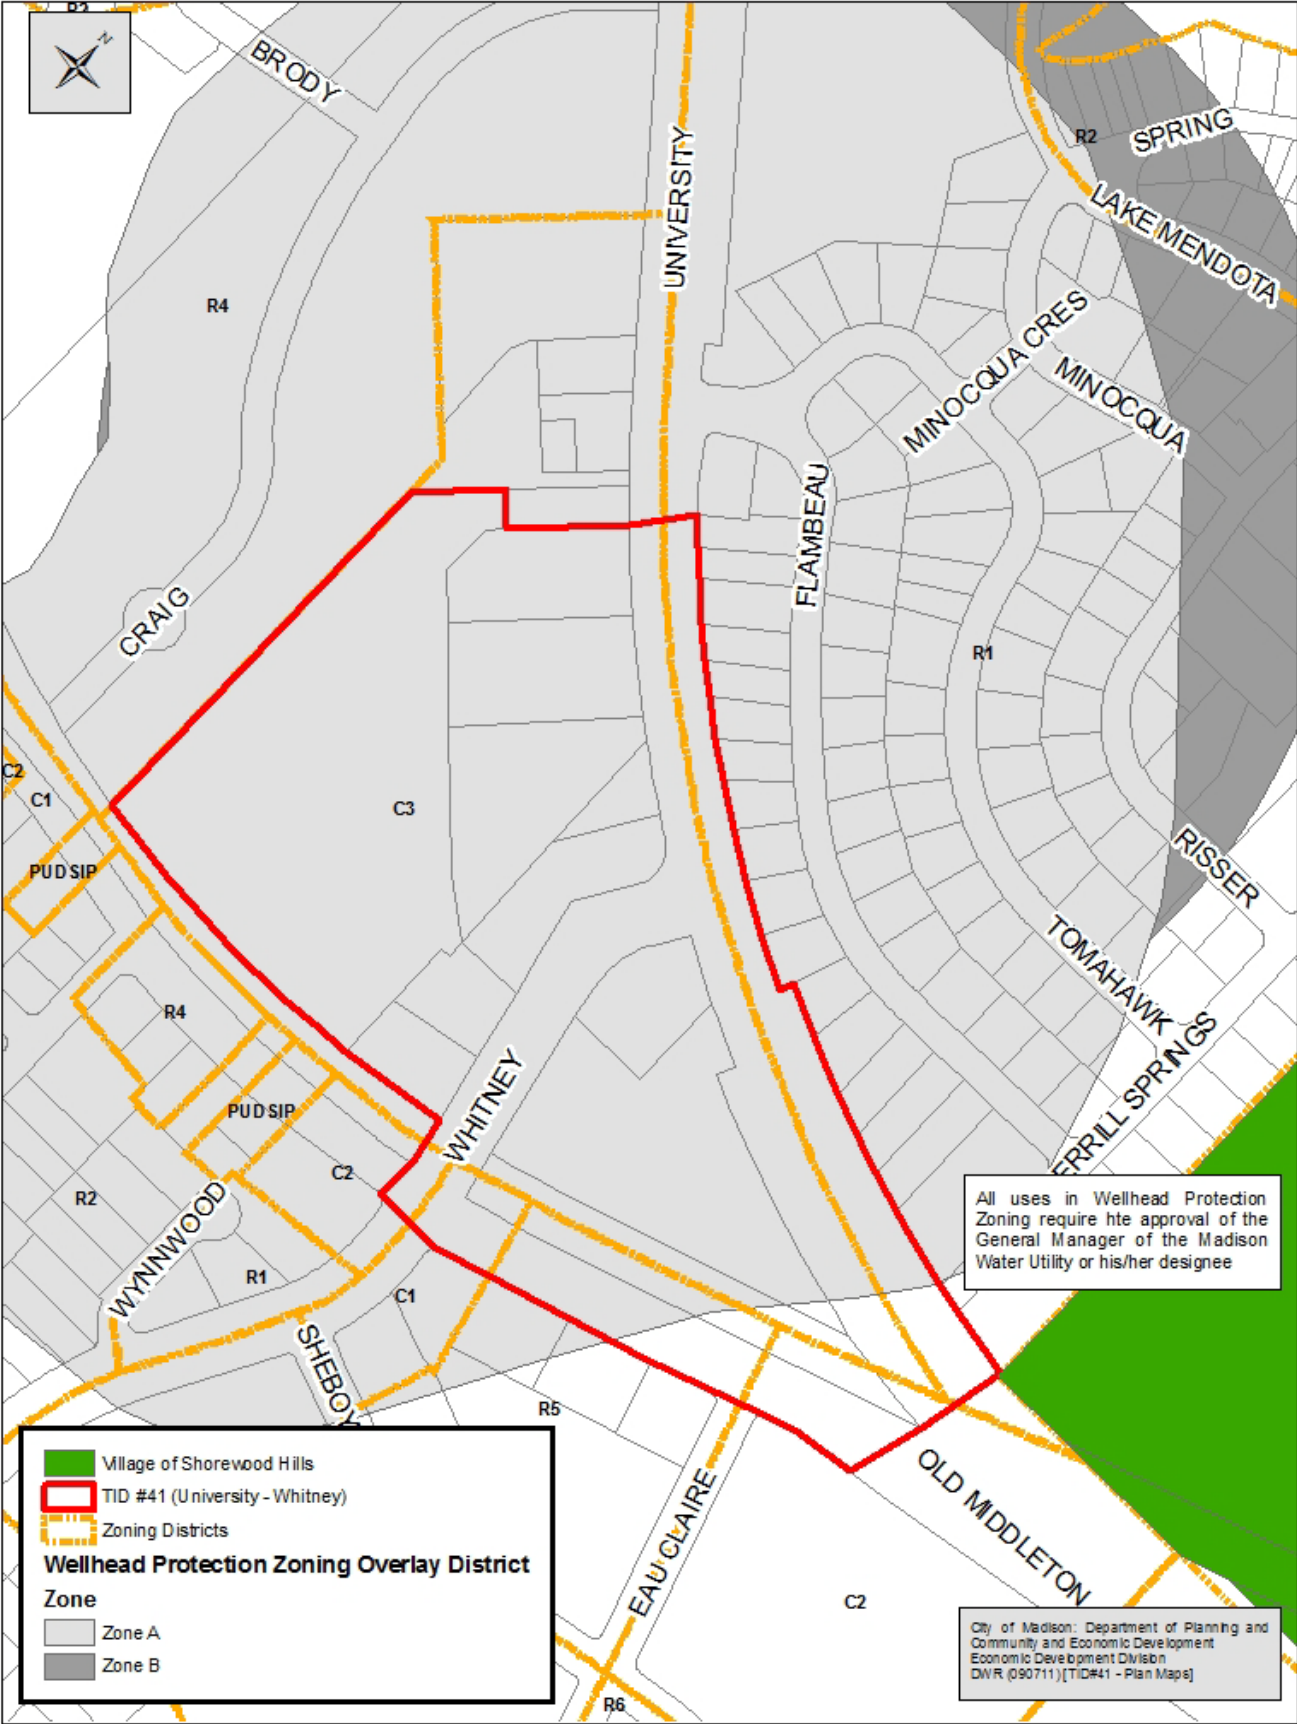 R2
N
BRODY
UNIVERSITY
R2
SPRING
LAKE MENDOTA
R4
MINOCQUA CRES
MINOCQUA
FLAMBEAU
CRAIG
R1
C2
C1
C3
PUD SIP
RISSER
TOMAHAWK
R4
ERRILL SPRINGS
WHITNEY
PUD SIP
C2
R2
WYNNWOOD
R1
C1
SHEBOY
R5
All uses in Wellhead Protection
Zoning require hte approval of the
General Manager of the Madison
Water Utility or his/her designee
OLD MIDDLETON
EAU CLAIRE
C2
R6
Village of Shorewood Hills
TID #41 (University - Whitney)
Zoning Districts
Wellhead Protection Zoning Overlay District
Zone
Zone A
Zone B
City of Madison: Department of Planning and
Community and Economic Development
Economic Development Division
DWR (090711) [TID#41 - Plan Maps]